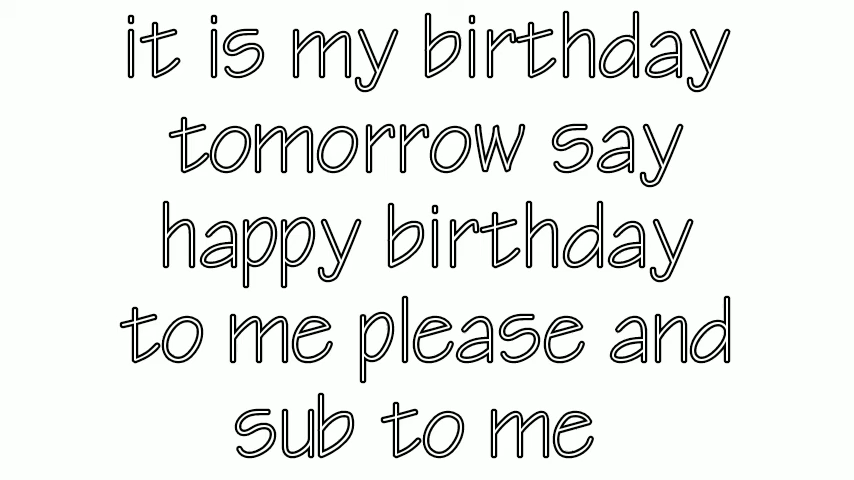 it is my birthday
tomorrow say
happy birthday
to me please and
sub to me